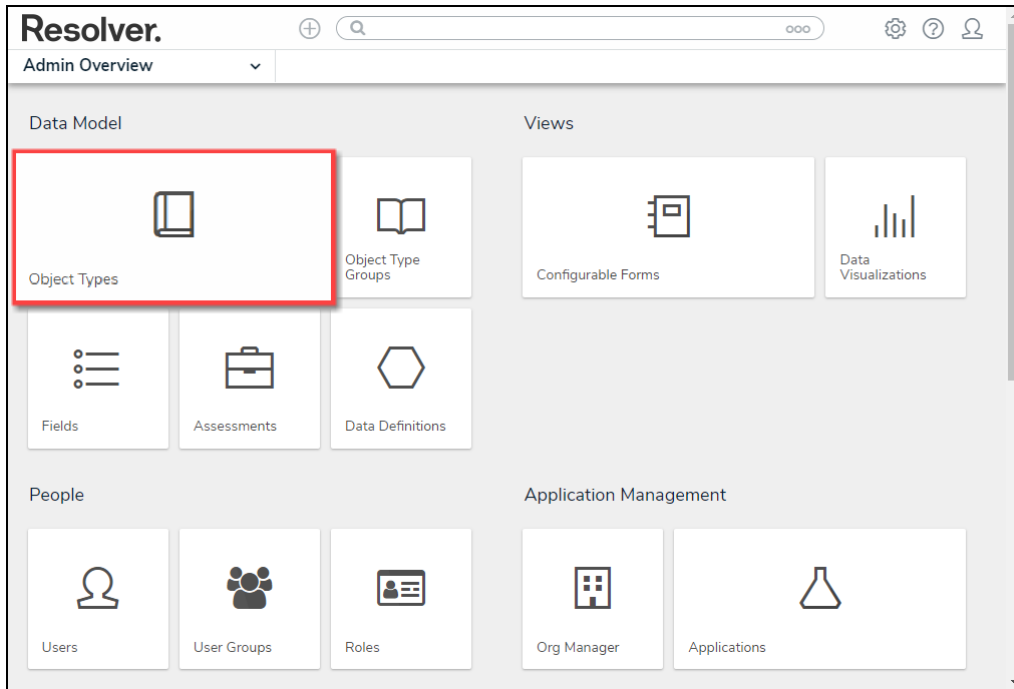 Resolver.
Admin Overview
Data Model
Views
Object Types
Object Type
Groups
Configurable Forms
Data
Visualizations
Fields
Assessments
Data Definitions
People
Application Management
Users
User Groups
Roles
Org Manager
Applications